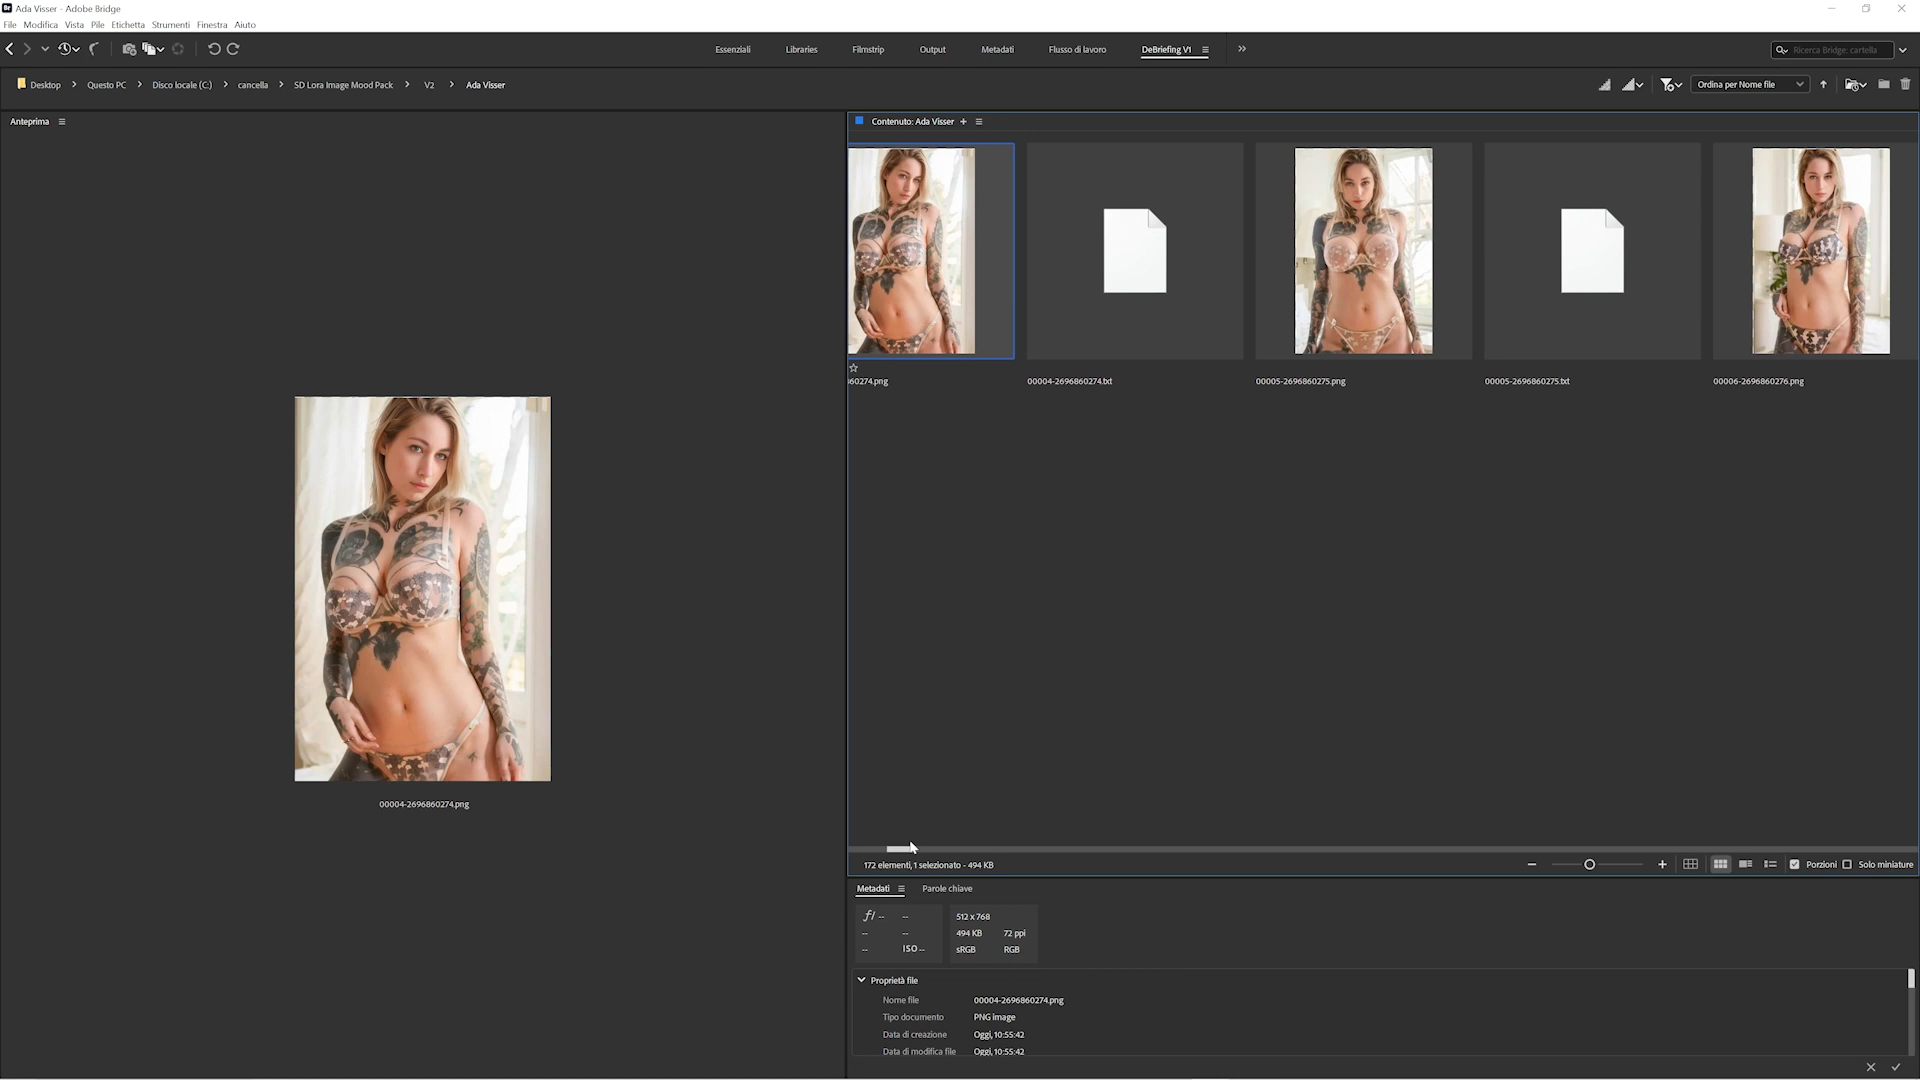 Ada Visser - Adobe Bridge
File Modifica Vista Pile Etichetta Strumenti Finestra Aiuto
Essenziali Libraries Filmstrip Output Metadati Flusso di lavoro DeBriefing V1
Ricerca Bridge: cartella
Desktop > Questo PC > Disco locale (C:) > cancella > SD Lora Image Mood Pack > V2 > Ada Visser
Ordina per Nome file
Anteprima
Contenuto: Ada Visser
60274.png
00004-2696860274.txt
00005-2696860275.png
00005-2696860275.txt
00006-2696860276.png
00004-2696860274.png
172 elementi, 1 selezionato - 494 KB
Porzioni Solo miniature
Metadati Parole chiave
f/ -- --
-- --
-- ISO --
512 x 768
494 KB 72 ppi
sRGB RGB
Proprietà file
Nome file 00004-2696860274.png
Tipo documento PNG image
Data di creazione Oggi, 10:55:42
Data di modifica file Oggi, 10:55:42